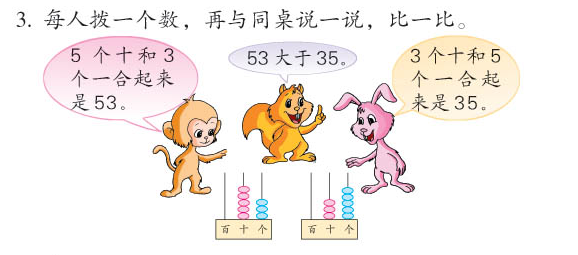 3. 每人拨一个数，再与同桌说一说，比一比。
5 个十和 3
个一合起来
是 53。
53 大于 35。
3 个十和 5
个一合起
来是 35。
百 十 个
百 十 个